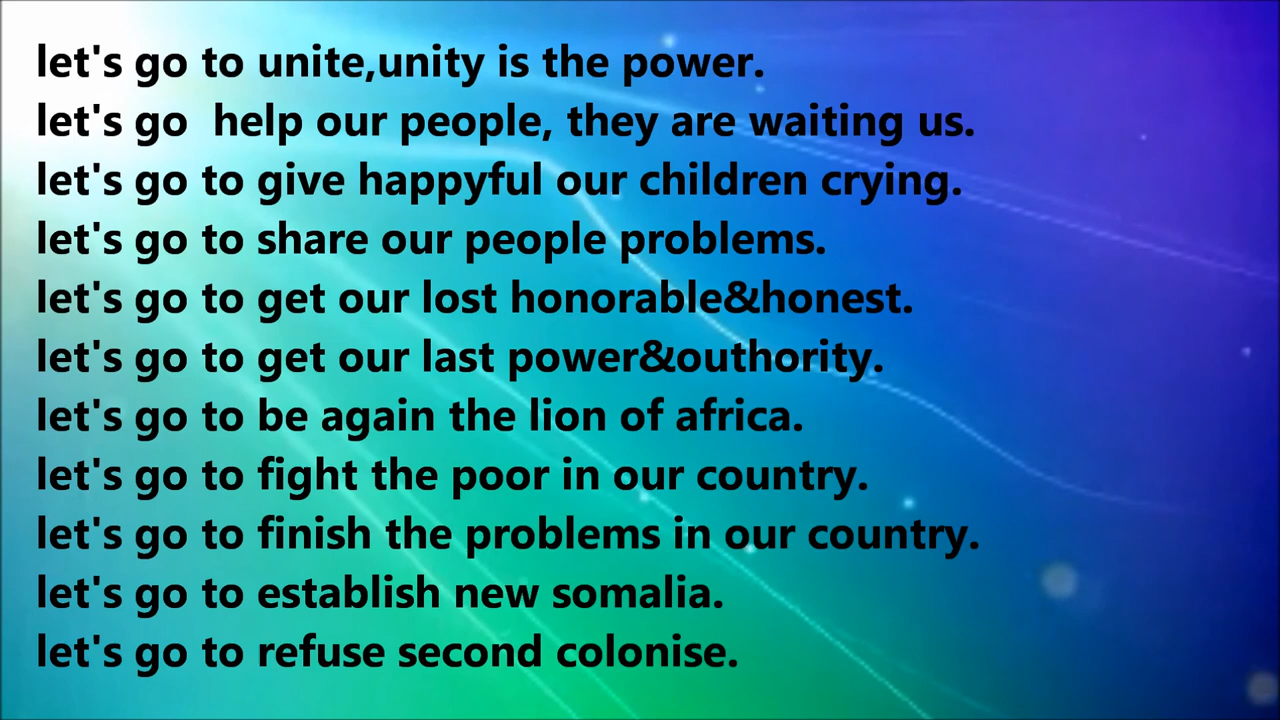 let's go to unite,unity is the power.
let's go  help our people, they are waiting us.
let's go to give happyful our children crying.
let's go to share our people problems.
let's go to get our lost honorable&honest.
let's go to get our last power&outhority.
let's go to be again the lion of africa.
let's go to fight the poor in our country.
let's go to finish the problems in our country.
let's go to establish new somalia.
let's go to refuse second colonise.